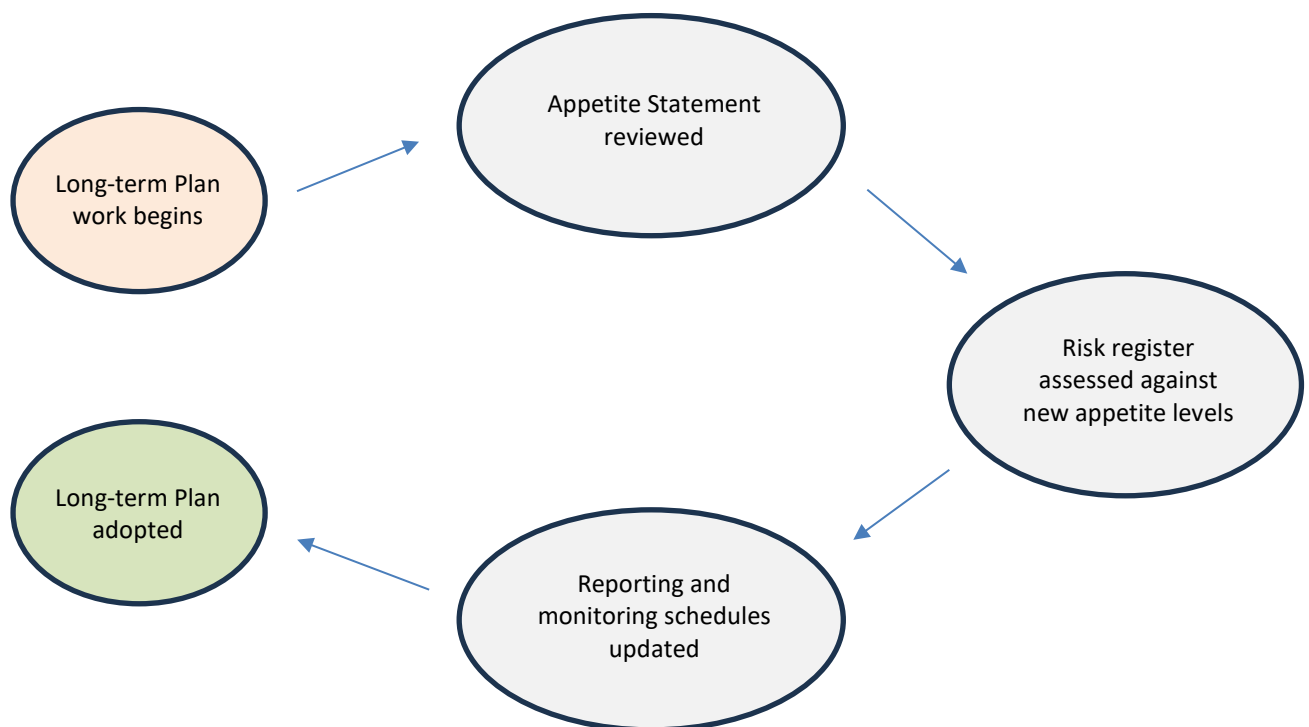 Long-term Plan
work begins
Appetite Statement
reviewed
Risk register
assessed against
new appetite levels
Reporting and
monitoring schedules
updated
Long-term Plan
adopted